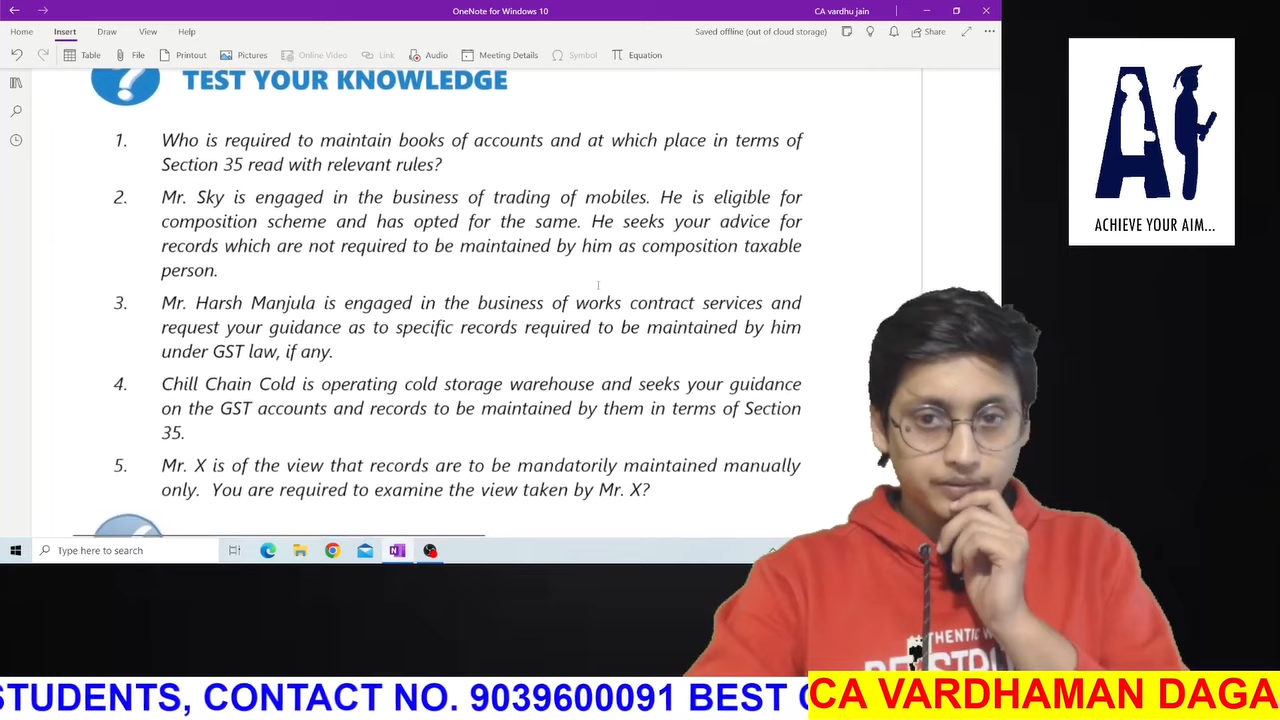 OneNote for Windows 10
CA vardhu jain
Home Insert Draw View Help
Saved offline (out of cloud storage) Share
Table File Printout Pictures Online Video Link Audio Meeting Details Symbol Equation
TEST YOUR KNOWLEDGE
1. Who is required to maintain books of accounts and at which place in terms of
Section 35 read with relevant rules?
2. Mr. Sky is engaged in the business of trading of mobiles. He is eligible for
composition scheme and has opted for the same. He seeks your advice for
records which are not required to be maintained by him as composition taxable
person.
3. Mr. Harsh Manjula is engaged in the business of works contract services and
request your guidance as to specific records required to be maintained by him
under GST law, if any.
4. Chill Chain Cold is operating cold storage warehouse and seeks your guidance
on the GST accounts and records to be maintained by them in terms of Section
35.
5. Mr. X is of the view that records are to be mandatorily maintained manually
only. You are required to examine the view taken by Mr. X?
Type here to search
ACHIEVE YOUR AIM...
STUDENTS, CONTACT NO. 9039600091 BEST
CA VARDHAMAN DAGA